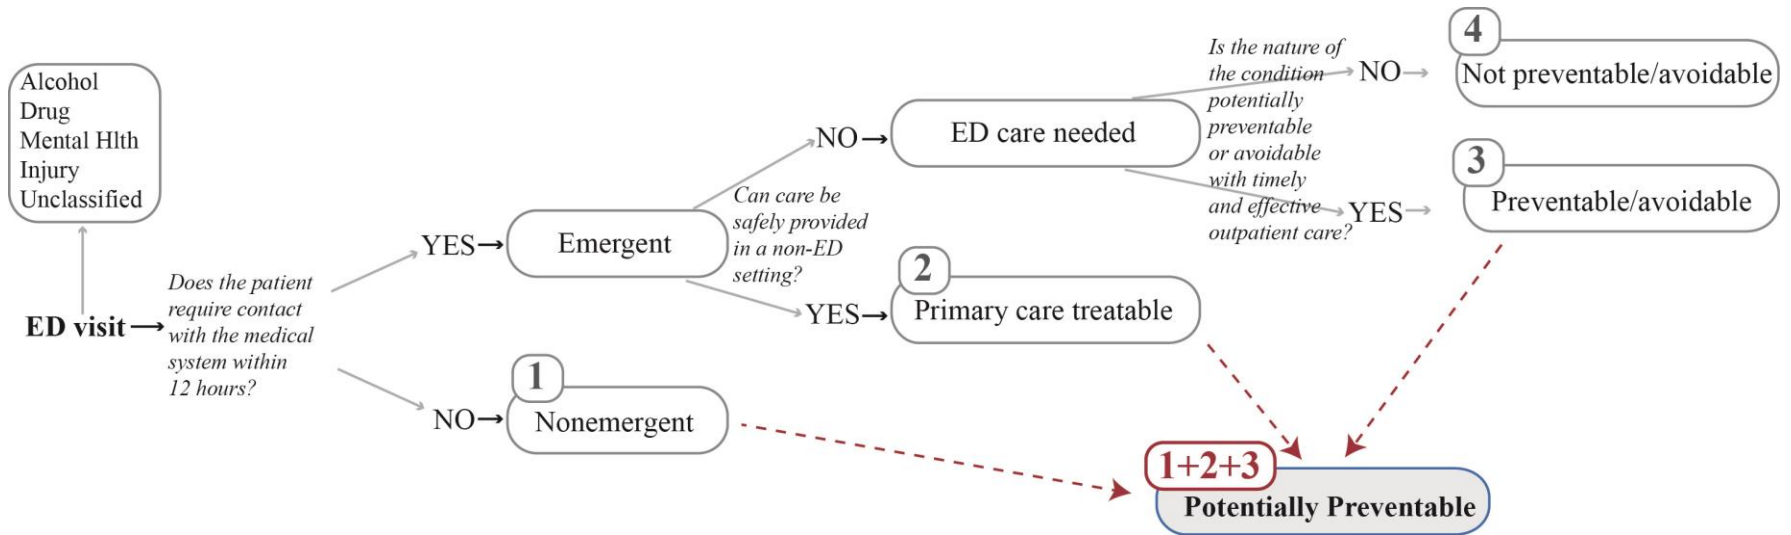 Alcohol
Drug
Mental Hlth
Injury
Unclassified
ED visit
Does the patient
require contact
with the medical
system within
12 hours?
YES
Emergent
NO
1
Nonemergent
Can care be
safely provided
in a non-ED
setting?
NO
ED care needed
YES
2
Primary care treatable
Is the nature of
the condition
potentially
preventable
or avoidable
with timely
and effective
outpatient care?
NO
4
Not preventable/avoidable
YES
3
Preventable/avoidable
1+2+3
Potentially Preventable